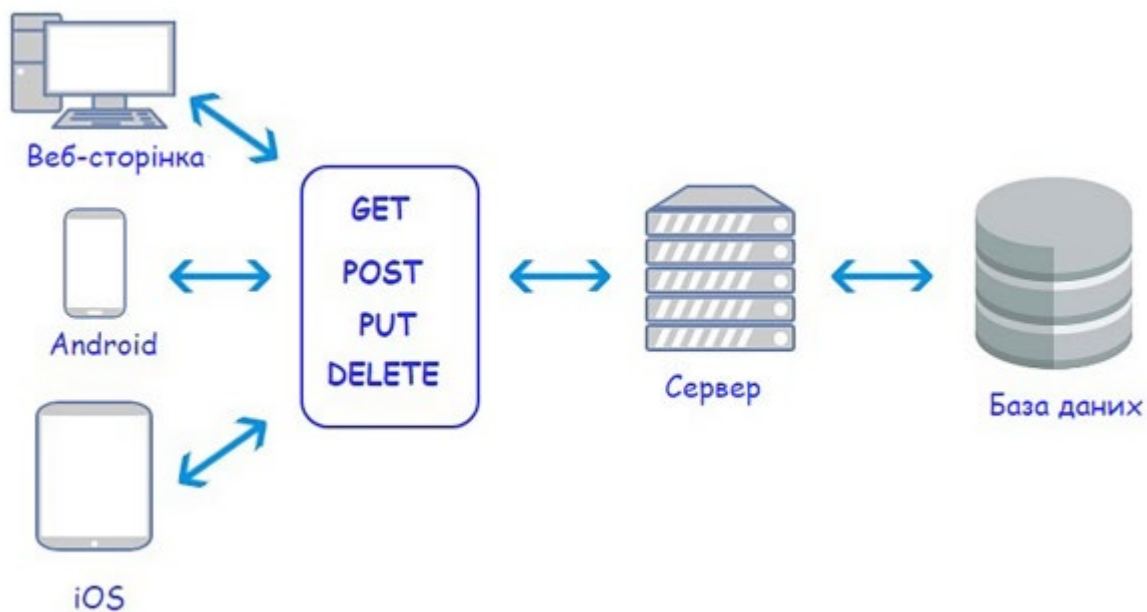 Веб-сторінка
Android
iOS
GET
POST
PUT
DELETE
Сервер
База даних